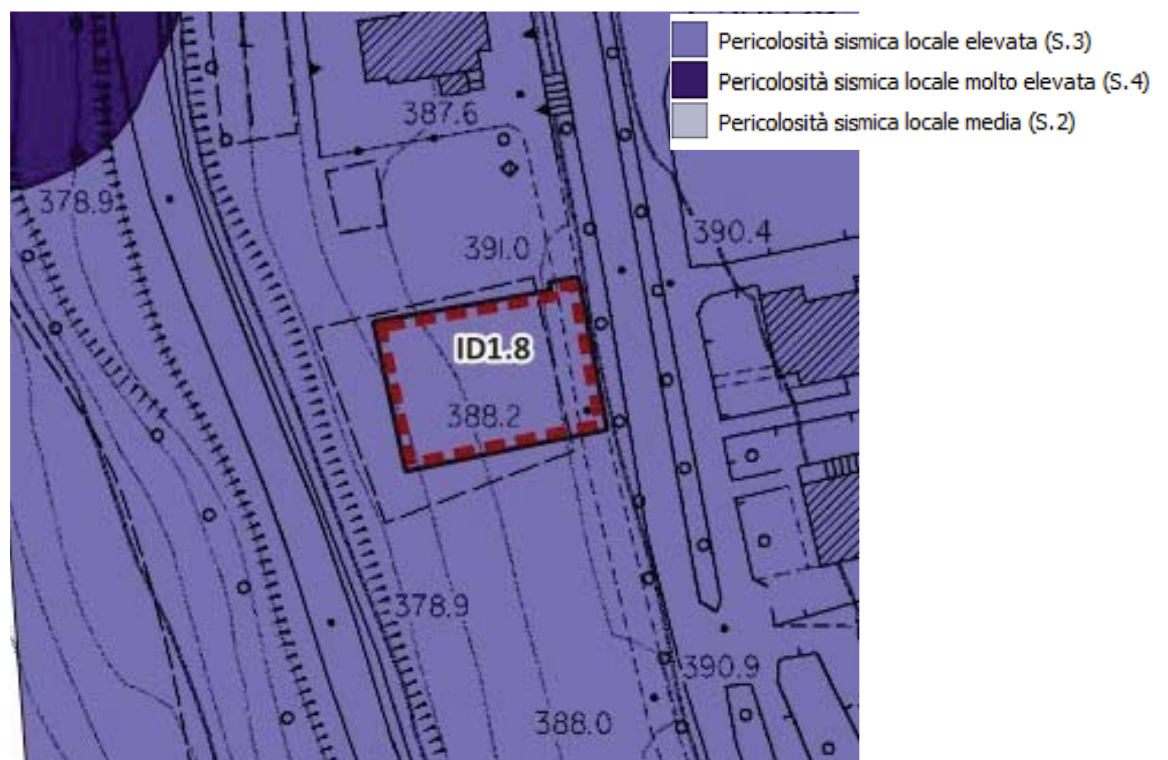 Pericolosità sismica locale elevata (S.3)
Pericolosità sismica locale molto elevata (S.4)
Pericolosità sismica locale media (S.2)
387.6
378.9
391.0
390.4
ID1.8
388.2
378.9
390.9
388.0